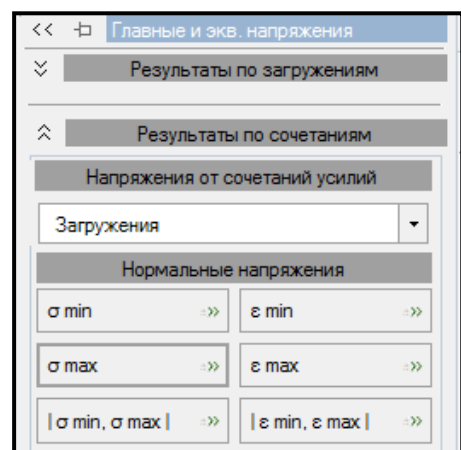 << Главные и экв. напряжения
Результаты по загружениям
Результаты по сочетаниям
Напряжения от сочетаний усилий
Загружения
Нормальные напряжения
σ min ε min
σ max ε max
|σ min, σ max| |ε min, ε max|